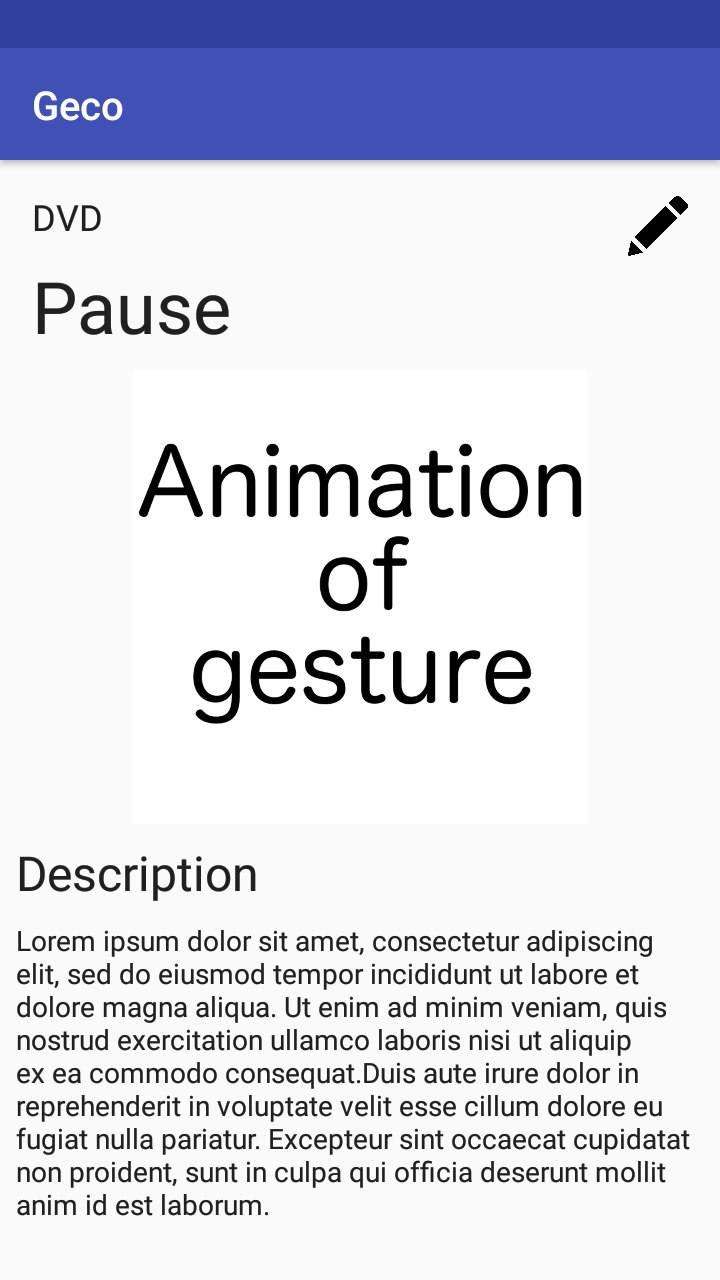 Geco
DVD
Pause
Animation
of
gesture
Description
Lorem ipsum dolor sit amet, consectetur adipiscing
elit, sed do eiusmod tempor incididunt ut labore et
dolore magna aliqua. Ut enim ad minim veniam, quis
nostrud exercitation ullamco laboris nisi ut aliquip
ex ea commodo consequat.Duis aute irure dolor in
reprehenderit in voluptate velit esse cillum dolore eu
fugiat nulla pariatur. Excepteur sint occaecat cupidatat
non proident, sunt in culpa qui officia deserunt mollit
anim id est laborum.